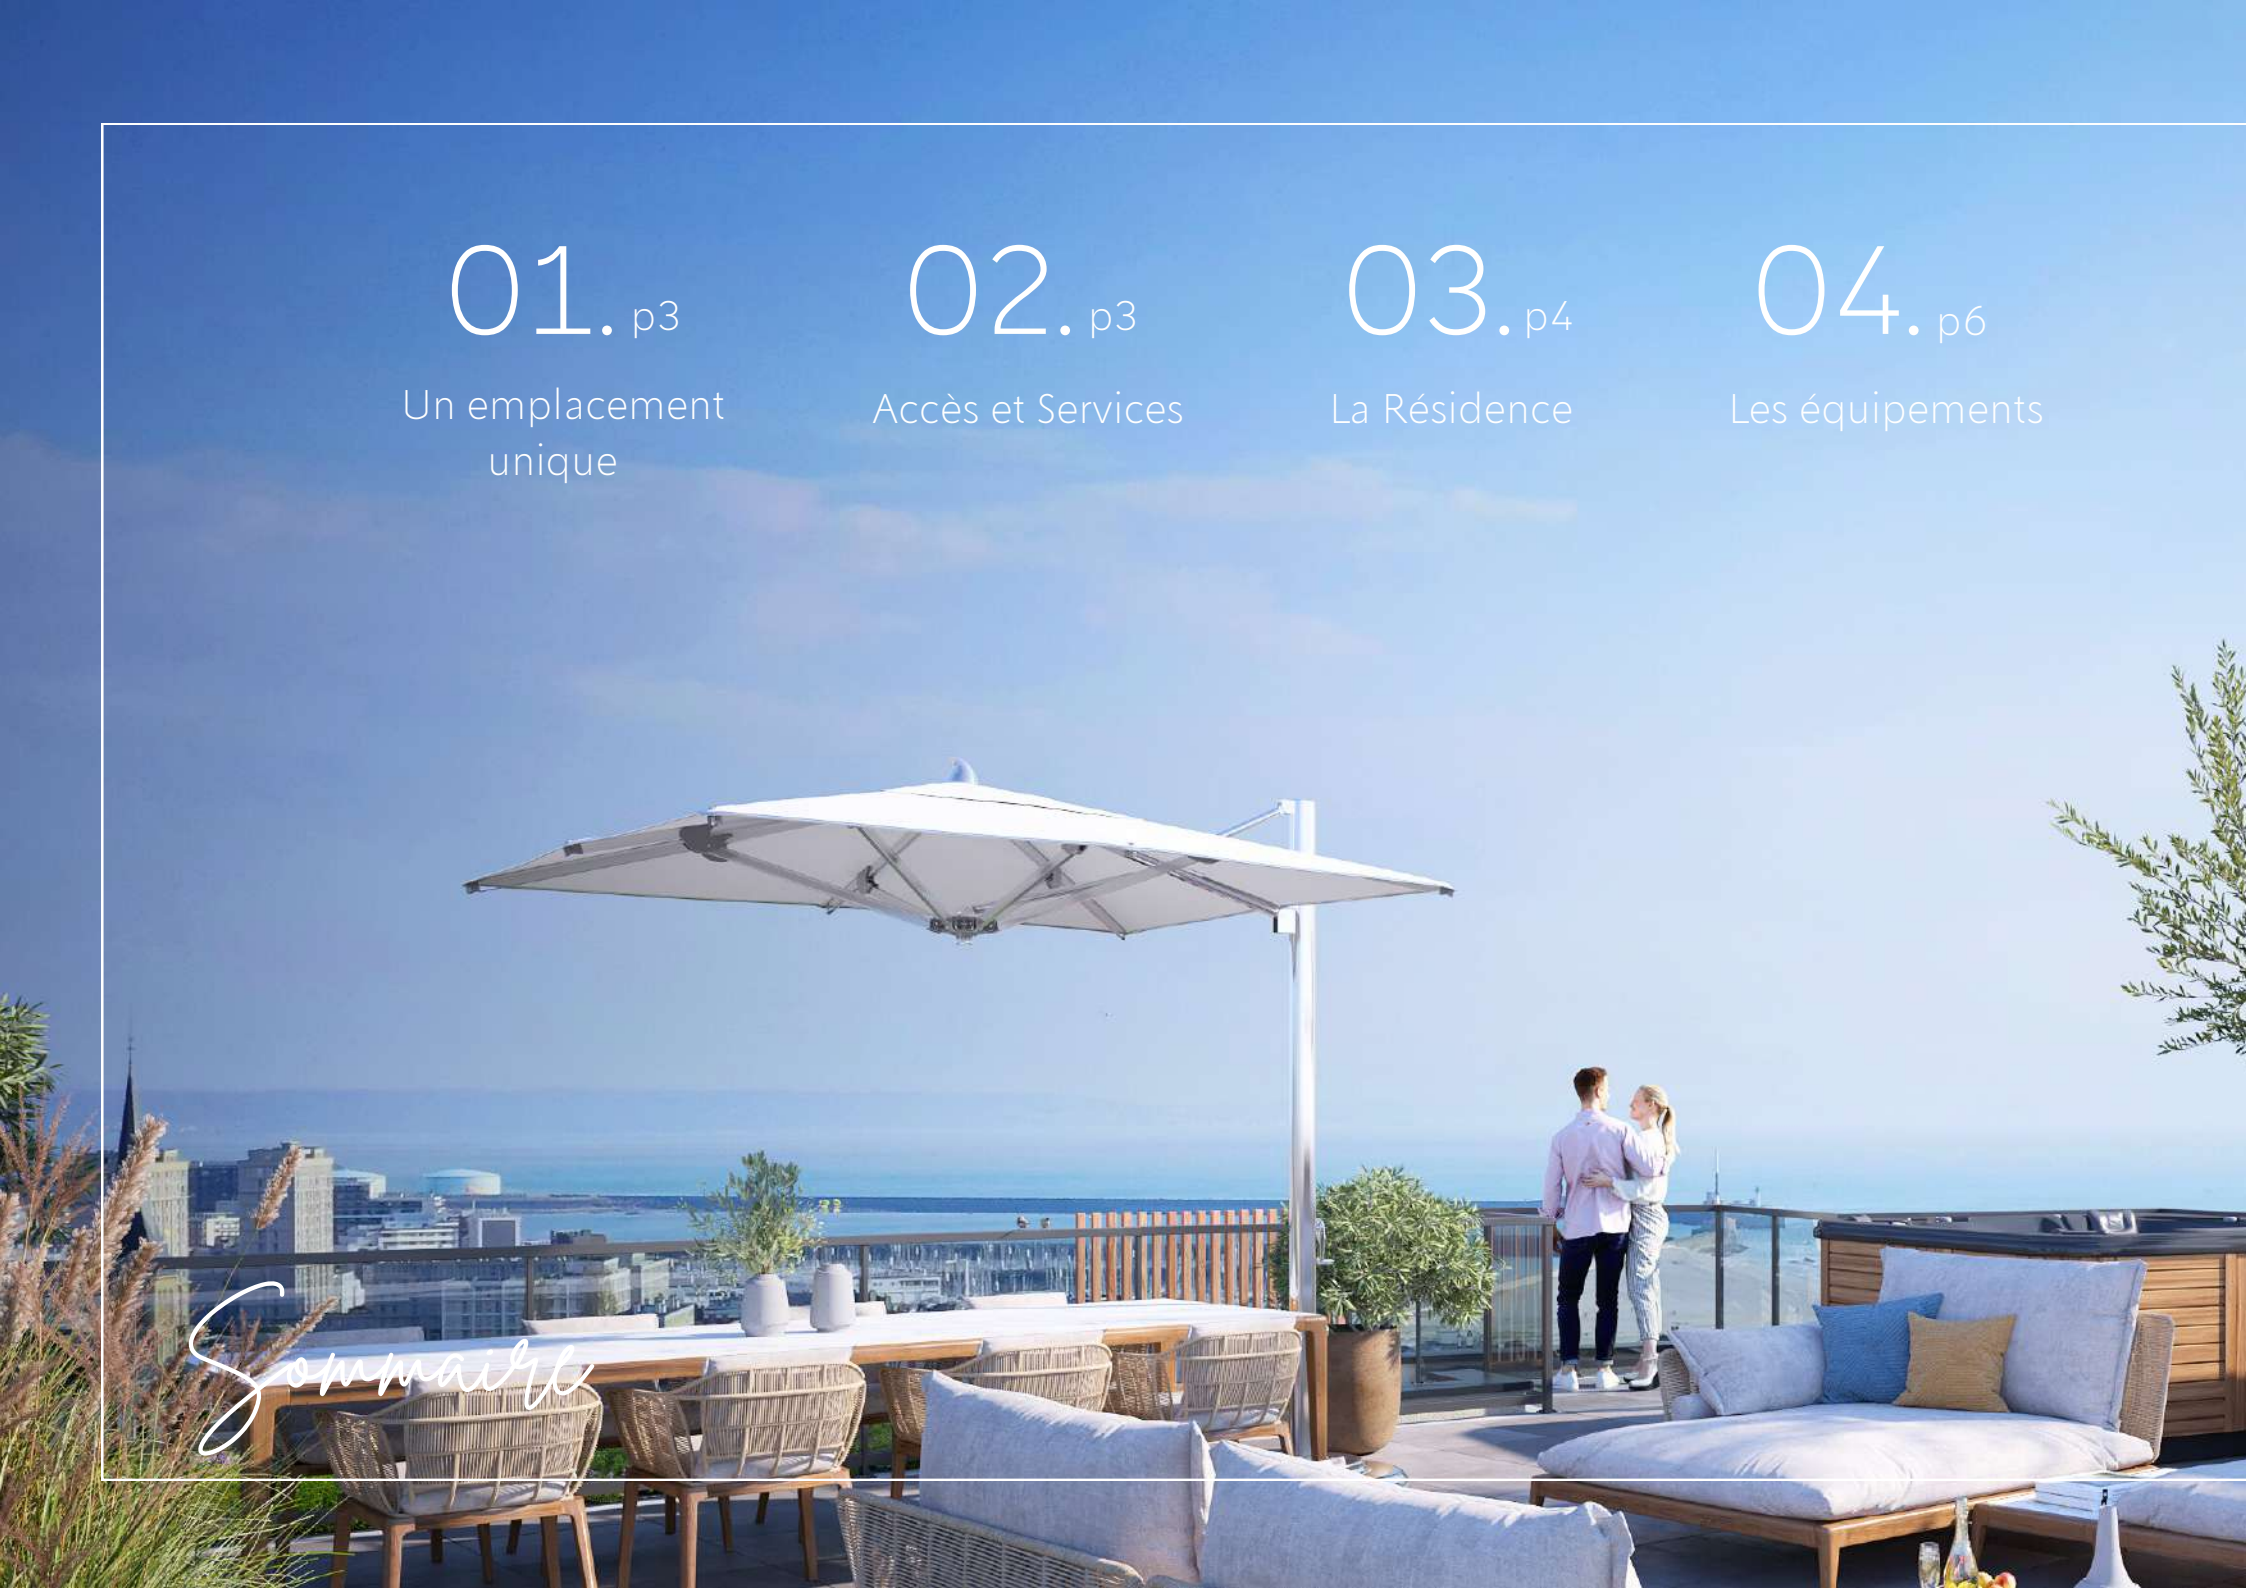 01. p3
Un emplacement
unique
02. p3
Accès et Services
03. p4
La Résidence
04. p6
Les équipements
Sommaire